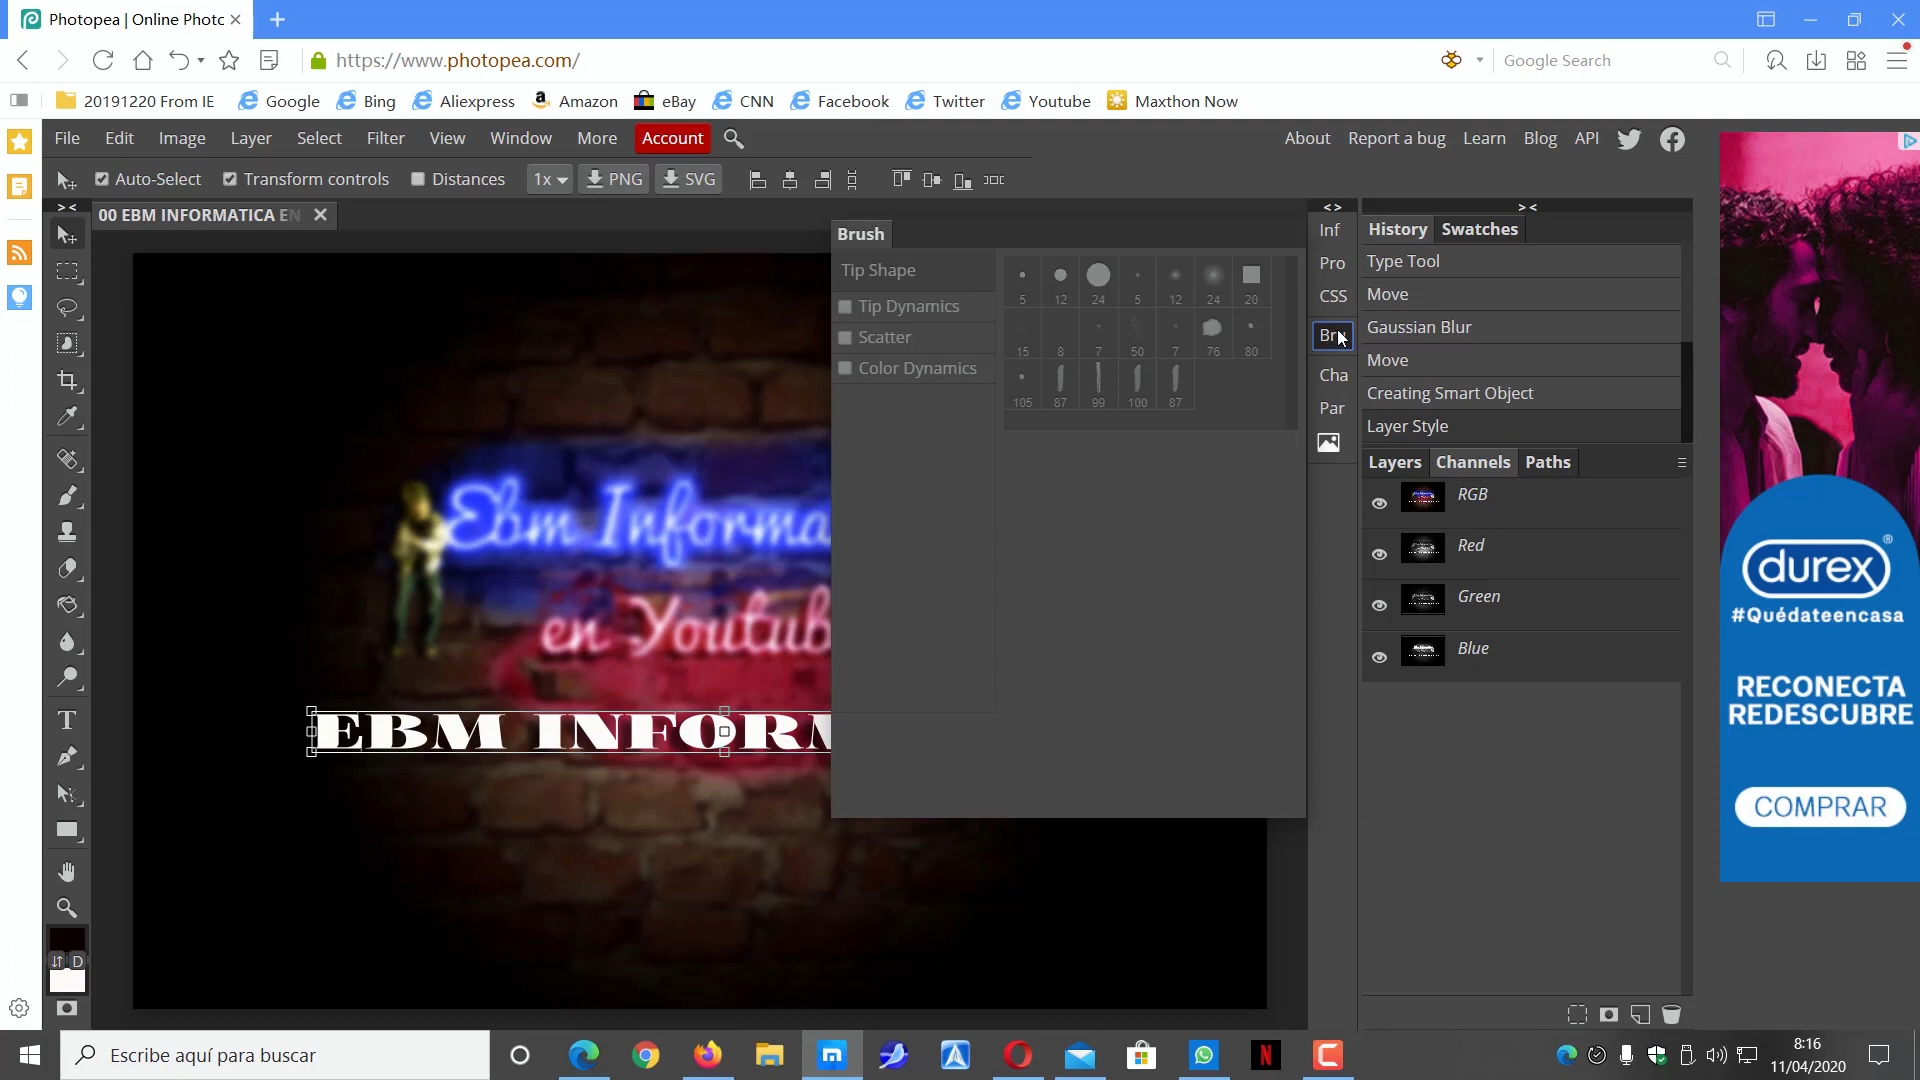 Photopea | Online Photo
https://www.photopea.com/
Google Search
20191220 From IE
Google
Bing
Aliexpress
Amazon
eBay
CNN
Facebook
Twitter
Youtube
Maxthon Now
File Edit Image Layer Select Filter View Window More Account
About Report a bug Learn Blog API
Auto-Select Transform controls Distances 1x PNG SVG
00 EBM INFORMATICA EN
Brush
Tip Shape
Tip Dynamics
Scatter
Color Dynamics
5 12 24 5 12 24 20
15 8 7 50 7 76 80
105 87 99 100 87
Inf
Pro
CSS
Bru
Cha
Par
History Swatches
Type Tool
Move
Gaussian Blur
Move
Creating Smart Object
Layer Style
Layers Channels Paths
RGB
Red
Green
Blue
Ebm Informa
en Youtub
EBM INFORM
D
durex®
#Quédateencasa
RECONECTA
REDESCUBRE
COMPRAR
Escribe aquí para buscar
8:16
11/04/2020